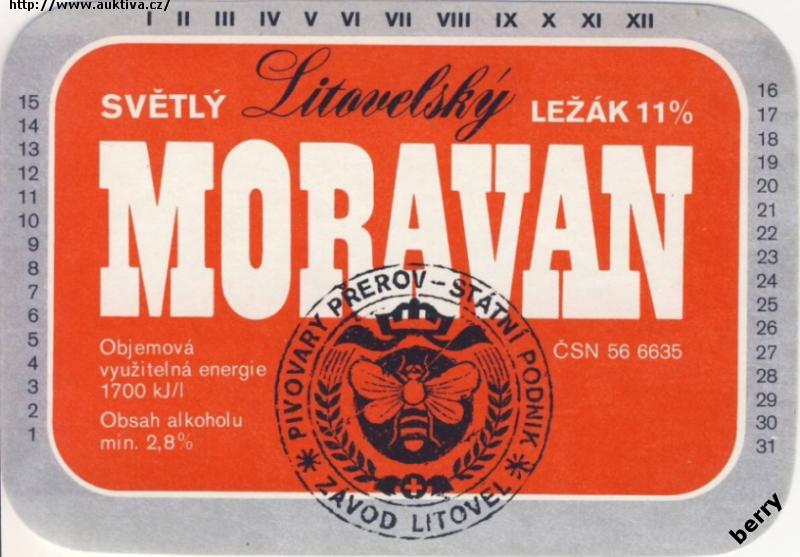 http://www.auktiva.cz/
I II III IV V VI VII VIII IX X XI XII
SVĚTLÝ Litovelský LEŽÁK 11%
MORAVAN
15
14
13
12
11
10
9
8
7
6
5
4
3
2
1
16
17
18
19
20
21
22
23
24
25
26
27
28
29
30
31
Objemová
využitelná energie
1700 kJ/l
Obsah alkoholu
min. 2,8%
ČSN 56 6635
PIVOVARY PŘEROV - STÁTNÍ PODNIK
* ZÁVOD LITOVEL *
berry